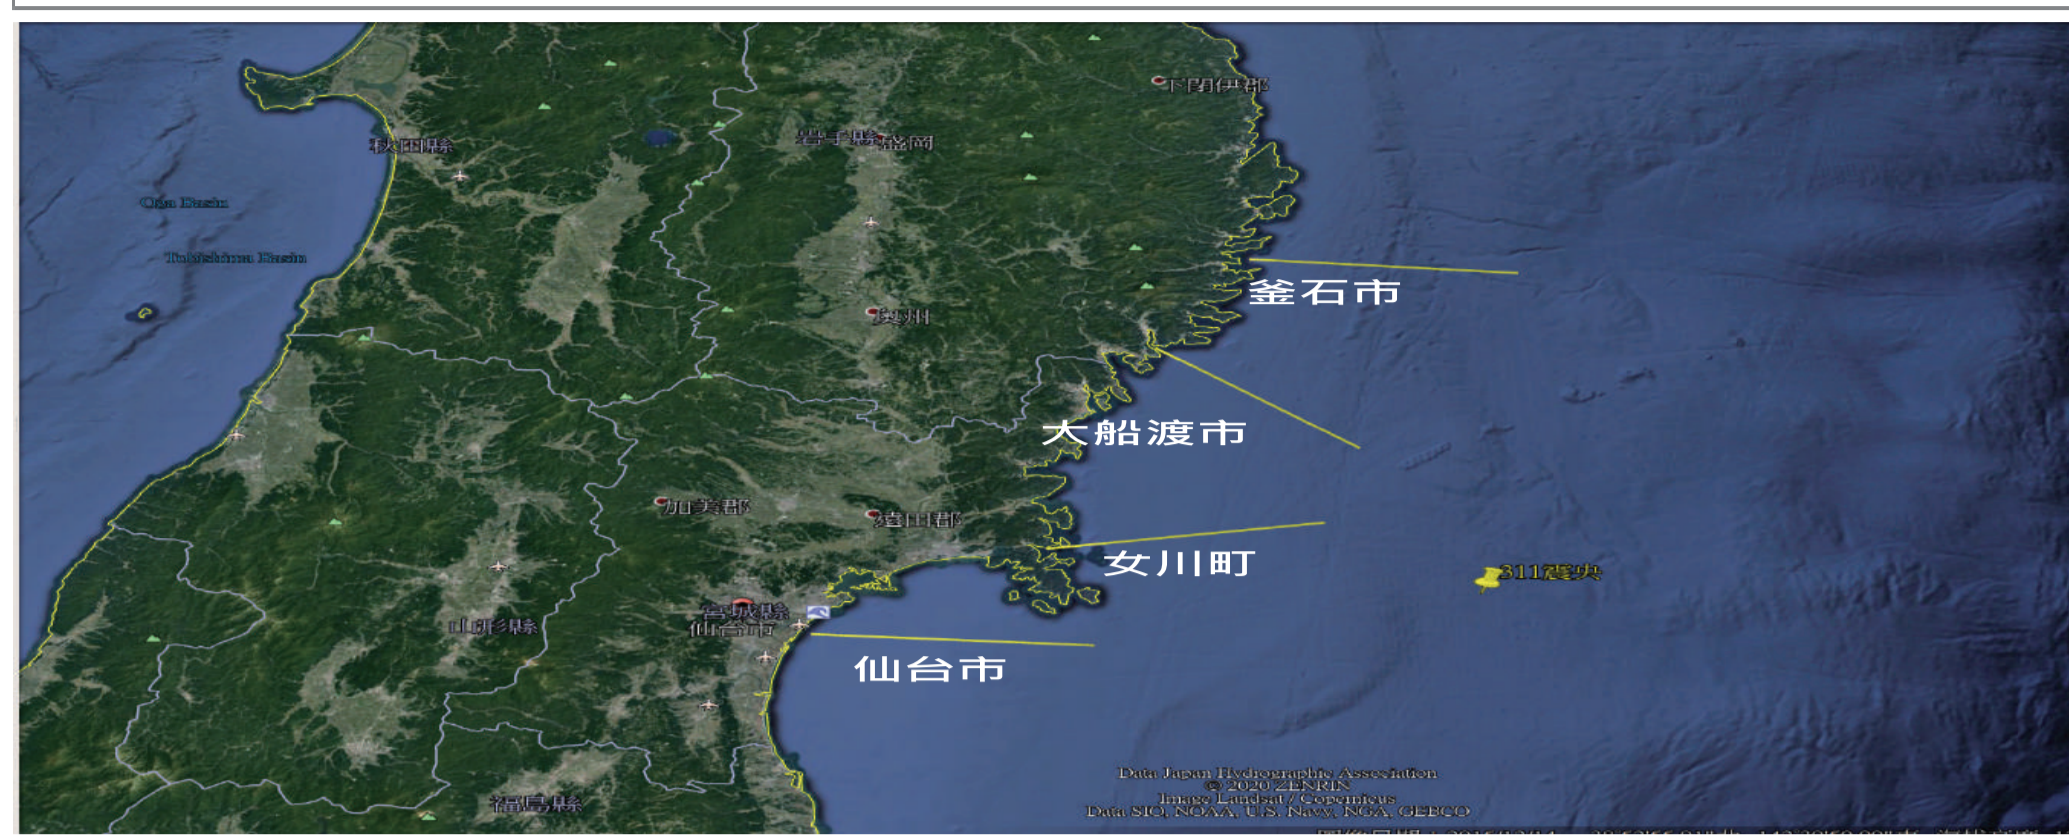 下閉伊郡
岩手縣 盛岡
秋田縣
Oga Basin
Tobishima Basin
釜石市
奧州
大船渡市
加美郡
遠田郡
女川町
311震央
宮城縣
仙台市
山形縣
仙台市
福島縣
Data Japan Hydrographic Association
© 2020 ZENRIN
Image Landsat / Copernicus
Data SIO, NOAA, U.S. Navy, NGA, GEBCO